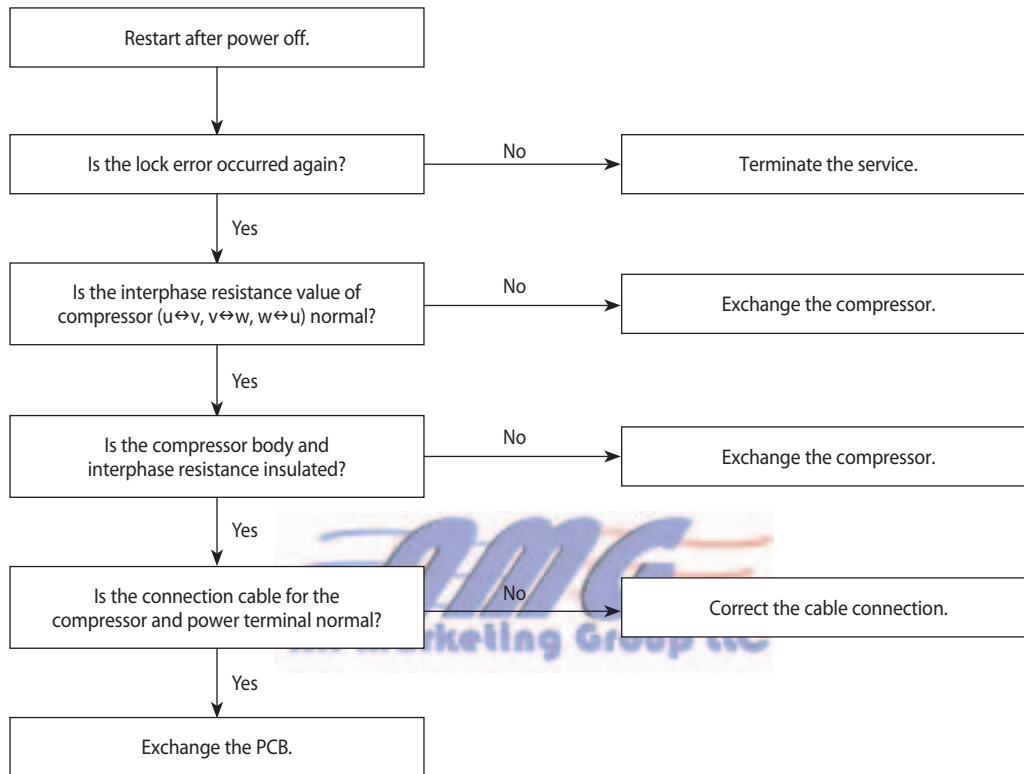 Restart after power off.
Is the lock error occurred again?
No
Terminate the service.
Yes
Is the interphase resistance value of
compressor (u⇔v, v⇔w, w⇔u) normal?
No
Exchange the compressor.
Yes
Is the compressor body and
interphase resistance insulated?
No
Exchange the compressor.
Yes
AMG
Is the connection cable for the
compressor and power terminal normal?
No
Correct the cable connection.
Marketing Group LLC
Yes
Exchange the PCB.